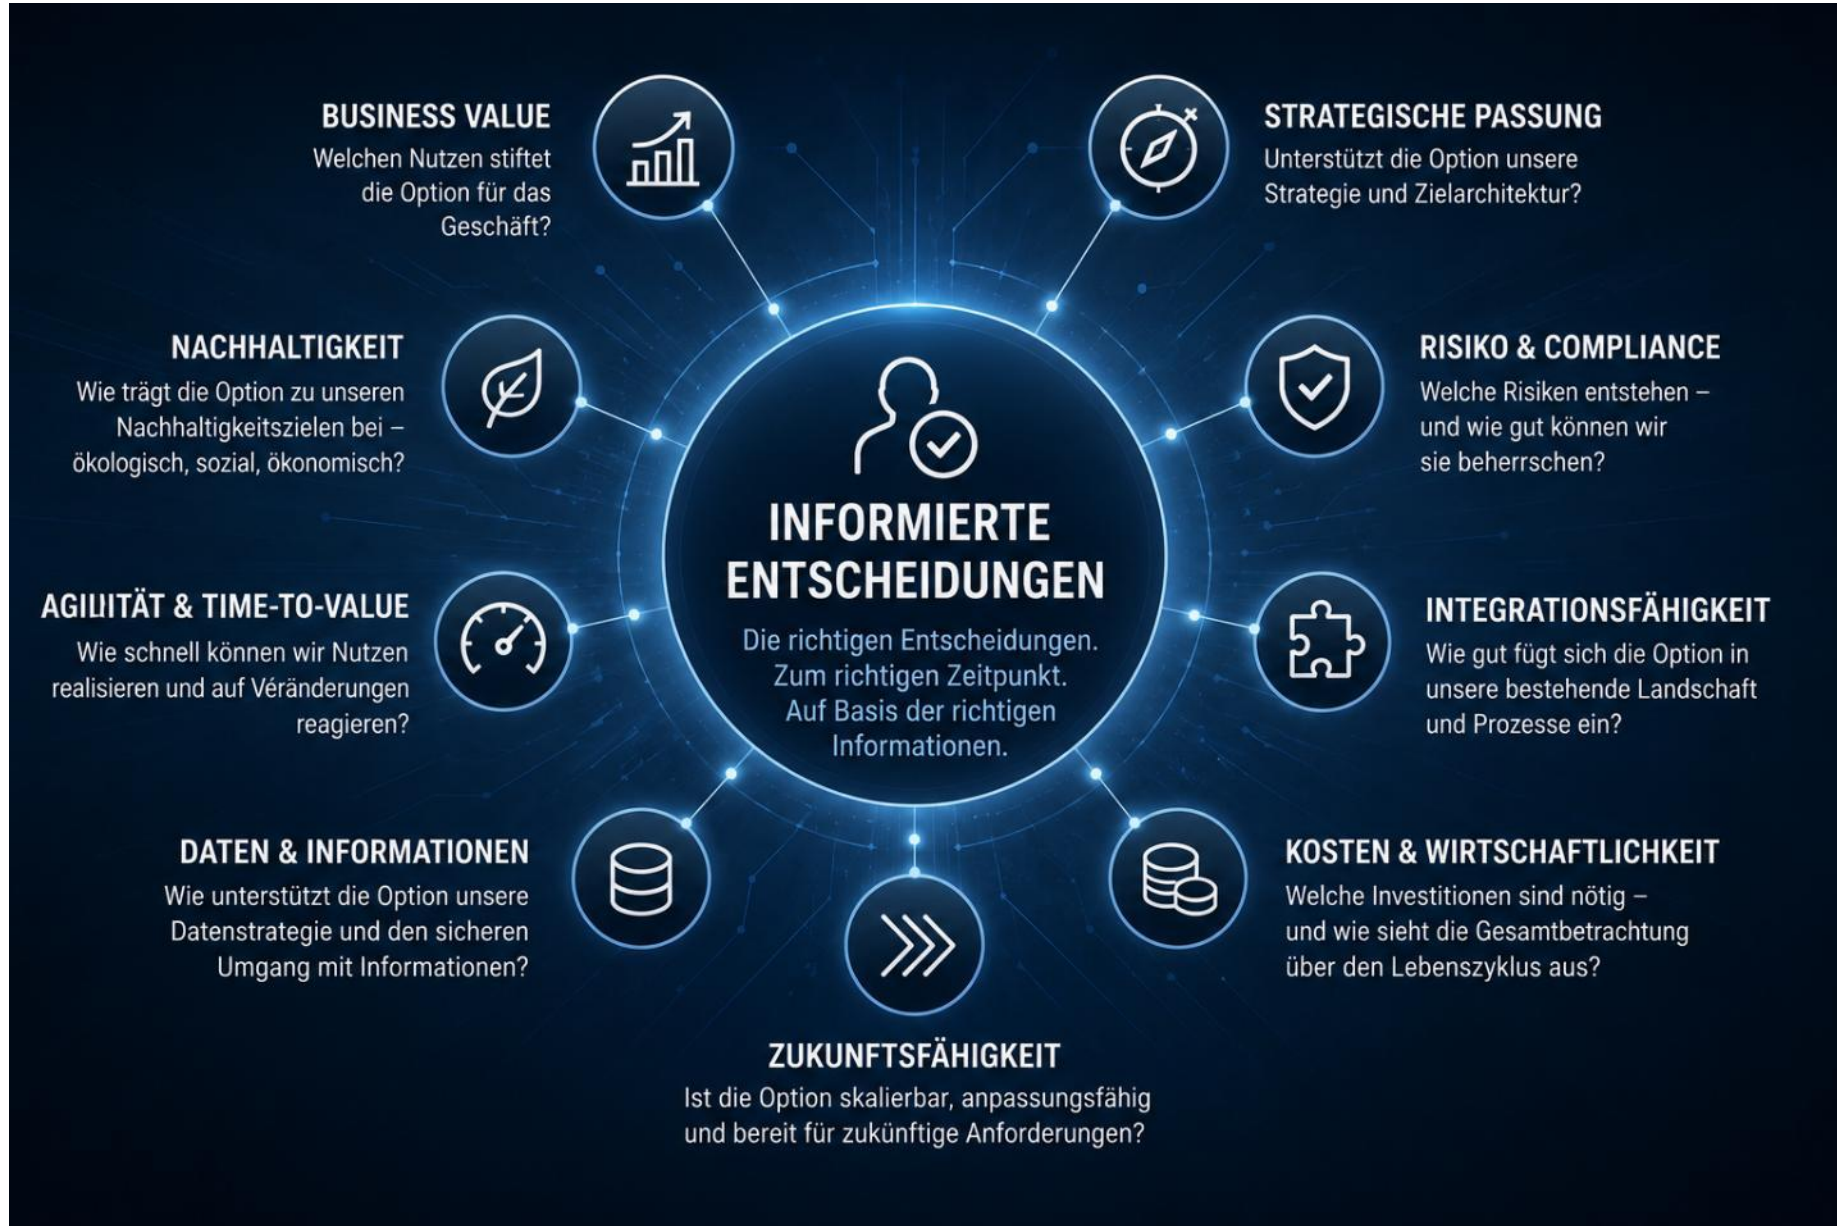 BUSINESS VALUE
Welchen Nutzen stiftet
die Option für das
Geschäft?
STRATEGISCHE PASSUNG
Unterstützt die Option unsere
Strategie und Zielarchitektur?
NACHHALTIGKEIT
Wie trägt die Option zu unseren
Nachhaltigkeitszielen bei –
ökologisch, sozial, ökonomisch?
RISIKO & COMPLIANCE
Welche Risiken entstehen –
und wie gut können wir
sie beherrschen?
INFORMIERTE
ENTSCHEIDUNGEN
Die richtigen Entscheidungen.
Zum richtigen Zeitpunkt.
Auf Basis der richtigen
Informationen.
AGILIITÄT & TIME-TO-VALUE
Wie schnell können wir Nutzen
realisieren und auf Véränderungen
reagieren?
INTEGRATIONSFÄHIGKEIT
Wie gut fügt sich die Option in
unsere bestehende Landschaft
und Prozesse ein?
DATEN & INFORMATIONEN
Wie unterstützt die Option unsere
Datenstrategie und den sicheren
Umgang mit Informationen?
KOSTEN & WIRTSCHAFTLICHKEIT
Welche Investitionen sind nötig –
und wie sieht die Gesamtbetrachtung
über den Lebenszyklus aus?
ZUKUNFTSFÄHIGKEIT
Ist die Option skalierbar, anpassungsfähig
und bereit für zukünftige Anforderungen?